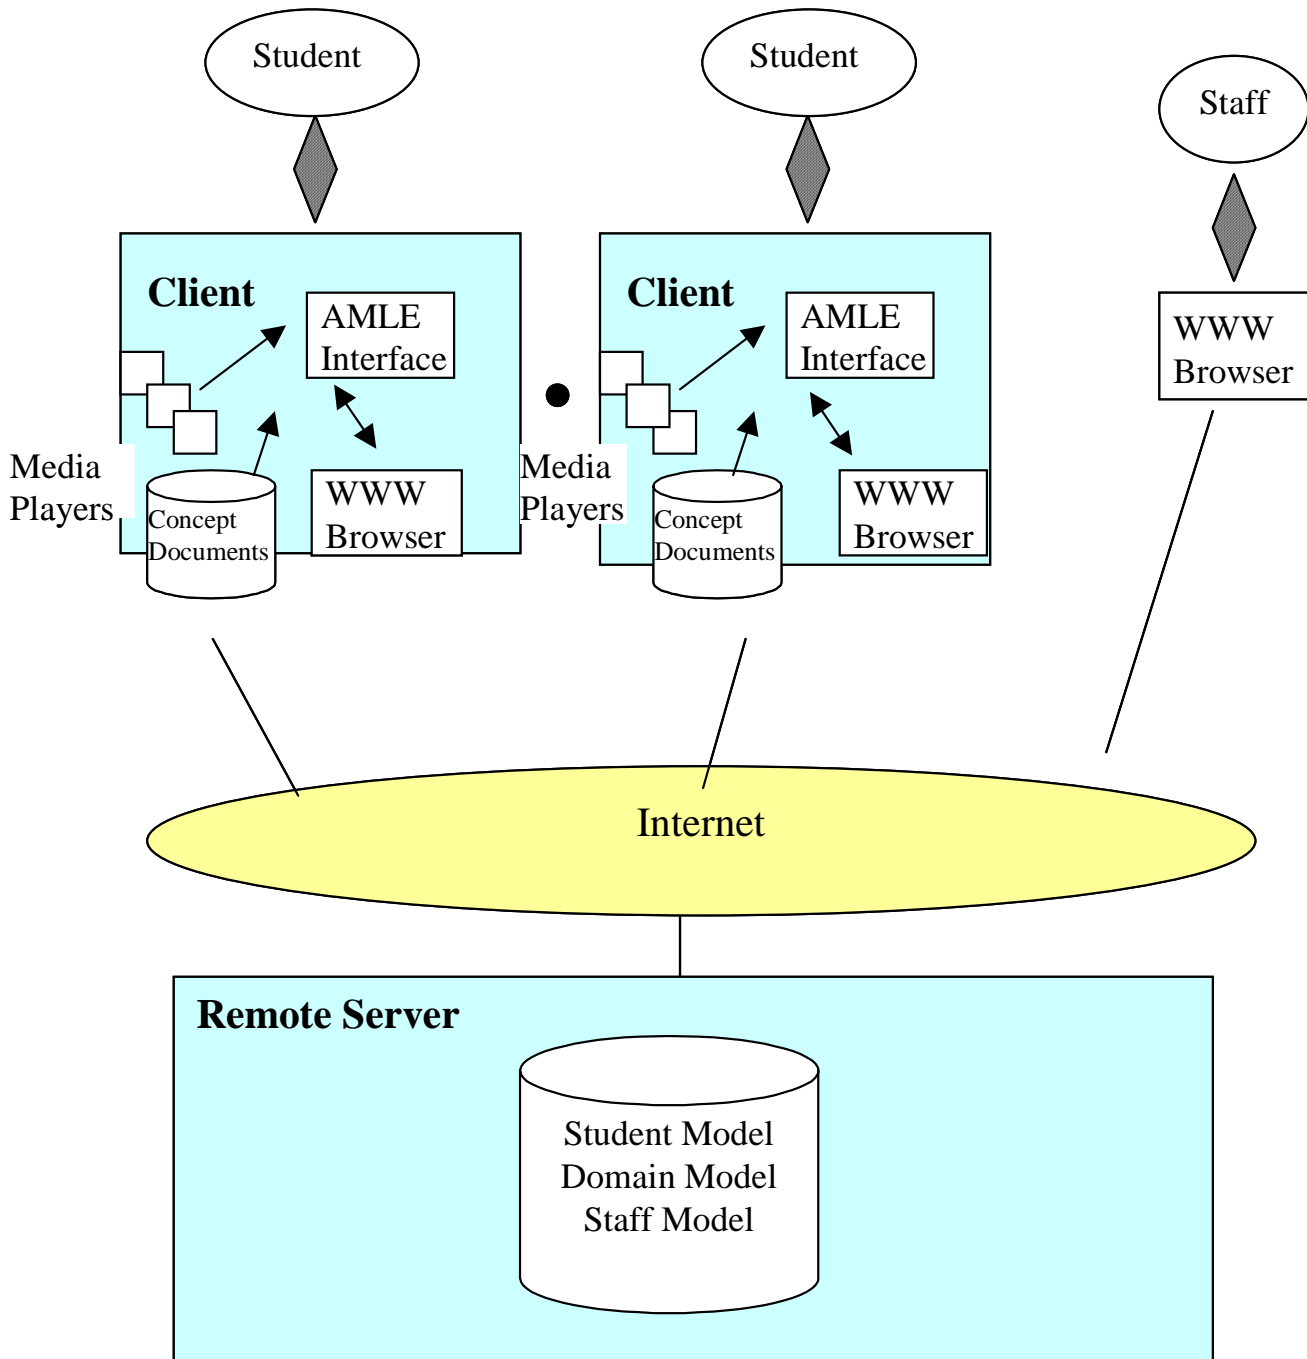 Student
Student
Staff
Client
AMLE
Interface
Media
Players
Concept
Documents
WWW
Browser
Client
AMLE
Interface
Media
Players
Concept
Documents
WWW
Browser
WWW
Browser
Internet
Remote Server
Student Model
Domain Model
Staff Model